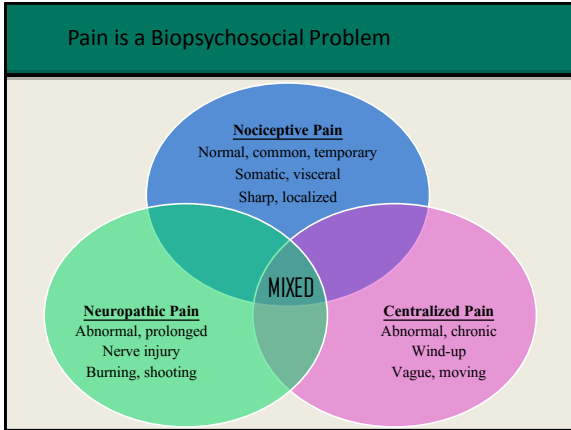 Pain is a Biopsychosocial Problem
Nociceptive Pain
Normal, common, temporary
Somatic, visceral
Sharp, localized
MIXED
Neuropathic Pain
Abnormal, prolonged
Nerve injury
Burning, shooting
Centralized Pain
Abnormal, chronic
Wind-up
Vague, moving